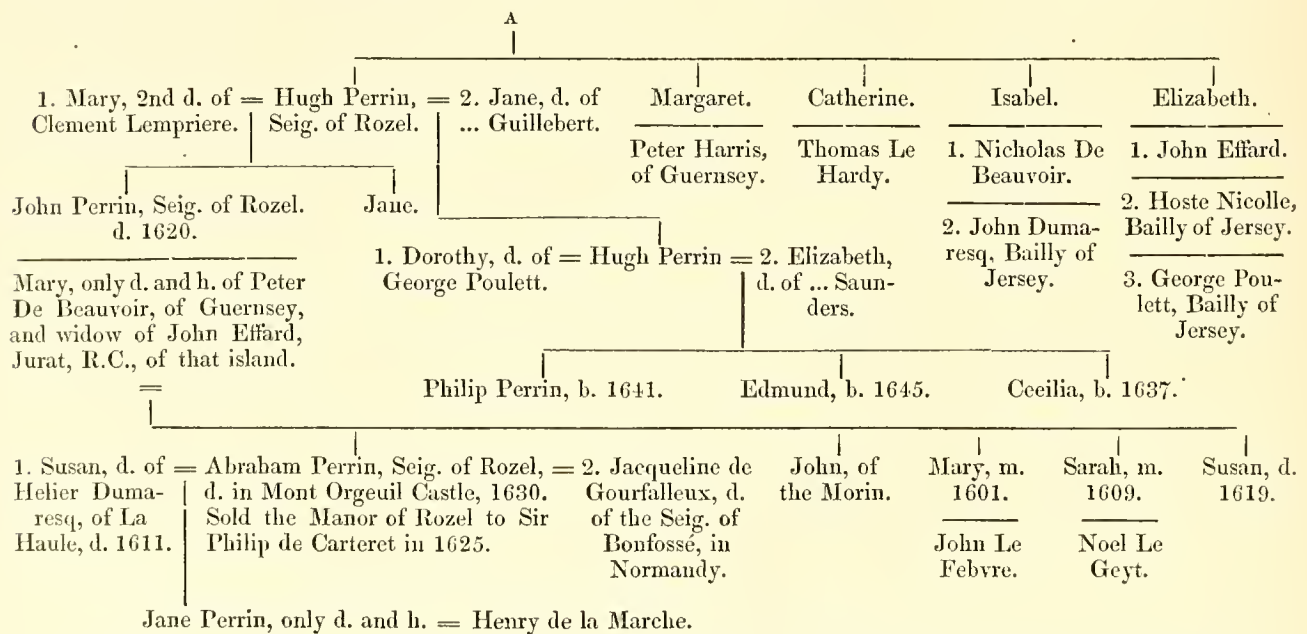 A
1. Mary, 2nd d. of = Hugh Perrin, = 2. Jane, d. of
Clement Lempriere. Seig. of Rozel. ... Guillebert.
Margaret.
Peter Harris,
of Guernsey.
Catherine.
Thomas Le
Hardy.
Isabel.
1. Nicholas De
Beauvoir.
2. John Duma-
resq, Bailly of
Jersey.
Elizabeth.
1. John Effard.
2. Hoste Nicolle,
Bailly of Jersey.
3. George Pou-
lett, Bailly of
Jersey.
John Perrin, Seig. of Rozel.
d. 1620.
Jane.
Mary, only d. and h. of Peter
De Beauvoir, of Guernsey,
and widow of John Effard,
Jurat, R.C., of that island.
=
1. Dorothy, d. of = Hugh Perrin = 2. Elizabeth,
George Poulett. d. of ... Saun-
ders.
Philip Perrin, b. 1641. Edmund, b. 1645. Cecilia, b. 1637.
1. Susan, d. of = Abraham Perrin, Seig. of Rozel, = 2. Jacqueline de
Helier Duma- d. in Mont Orgeuil Castle, 1630. Gourfalleux, d.
resq, of La Sold the Manor of Rozel to Sir of the Seig. of
Haule, d. 1611. Philip de Carteret in 1625. Bonfossé, in
Normandy.
John, of
the Morin.
Mary, m.
1601.
John Le
Febvre.
Sarah, m.
1609.
Noel Le
Geyt.
Susan, d.
1619.
Jane Perrin, only d. and h. = Henry de la Marche.